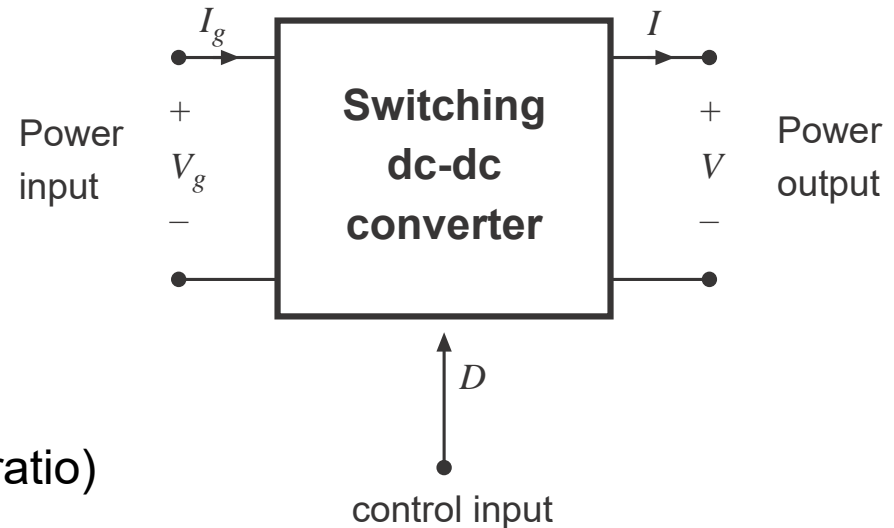 I_g
I
Power
input
+
V_g
–
Switching
dc-dc
converter
+
V
–
Power
output
D
ratio)
control input